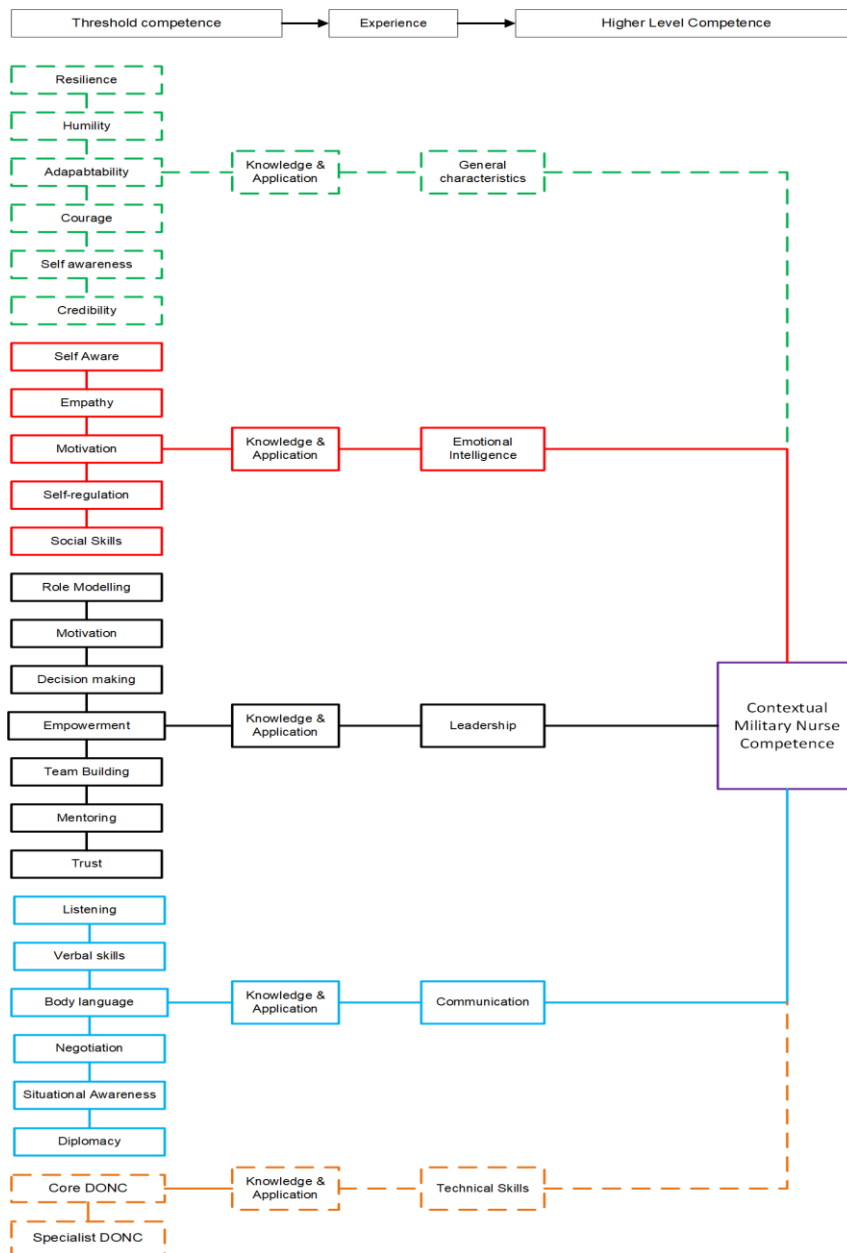 Threshold competence
Experience
Higher Level Competence
Resilience
Humility
Adapabtability
Knowledge &
Application
General
characteristics
Courage
Self awareness
Credibility
Self Aware
Empathy
Motivation
Knowledge &
Application
Emotional
Intelligence
Self-regulation
Social Skills
Role Modelling
Motivation
Decision making
Empowerment
Knowledge &
Application
Leadership
Contextual
Military Nurse
Competence
Team Building
Mentoring
Trust
Listening
Verbal skills
Body language
Knowledge &
Application
Communication
Negotiation
Situational Awareness
Diplomacy
Core DONC
Knowledge &
Application
Technical Skills
Specialist DONC